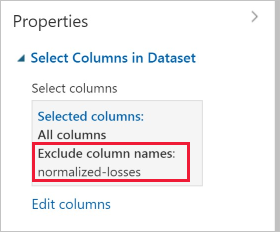 Properties
Select Columns in Dataset
Select columns
Selected columns:
All columns
Exclude column names:
normalized-losses
Edit columns